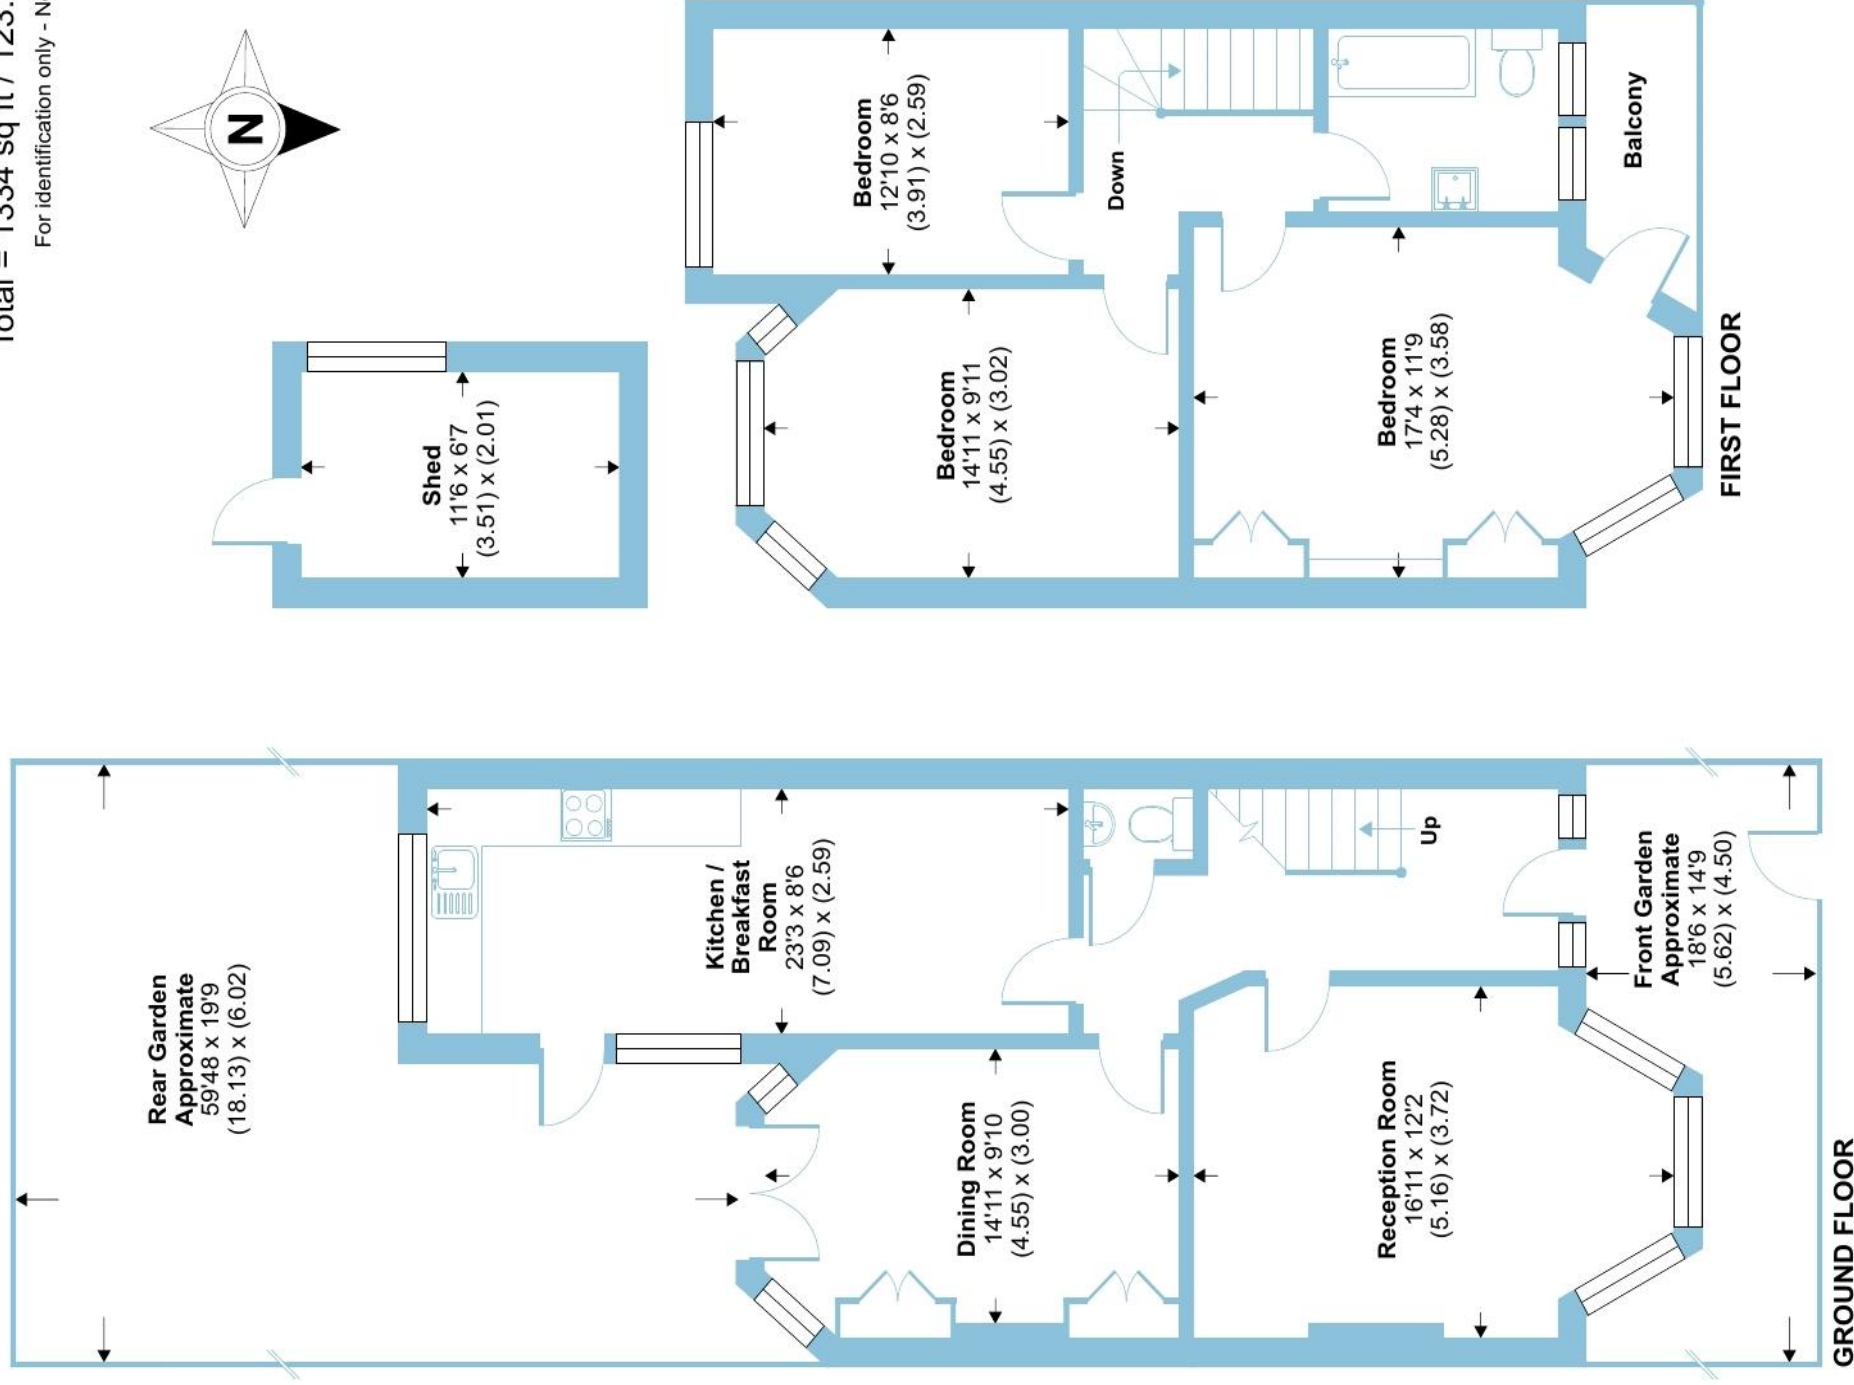 Total = 1334 sq ft / 123.
For identification only - N
N
Shed
11'6 x 6'7
(3.51) x (2.01)
Bedroom
12'10 x 8'6
(3.91) x (2.59)
Down
Bedroom
14'11 x 9'11
(4.55) x (3.02)
Bedroom
17'4 x 11'9
(5.28) x (3.58)
Balcony
FIRST FLOOR
Rear Garden
Approximate
59'48 x 19'9
(18.13) x (6.02)
Kitchen /
Breakfast
Room
23'3 x 8'6
(7.09) x (2.59)
Dining Room
14'11 x 9'10
(4.55) x (3.00)
Up
Reception Room
16'11 x 12'2
(5.16) x (3.72)
Front Garden
Approximate
18'6 x 14'9
(5.62) x (4.50)
GROUND FLOOR